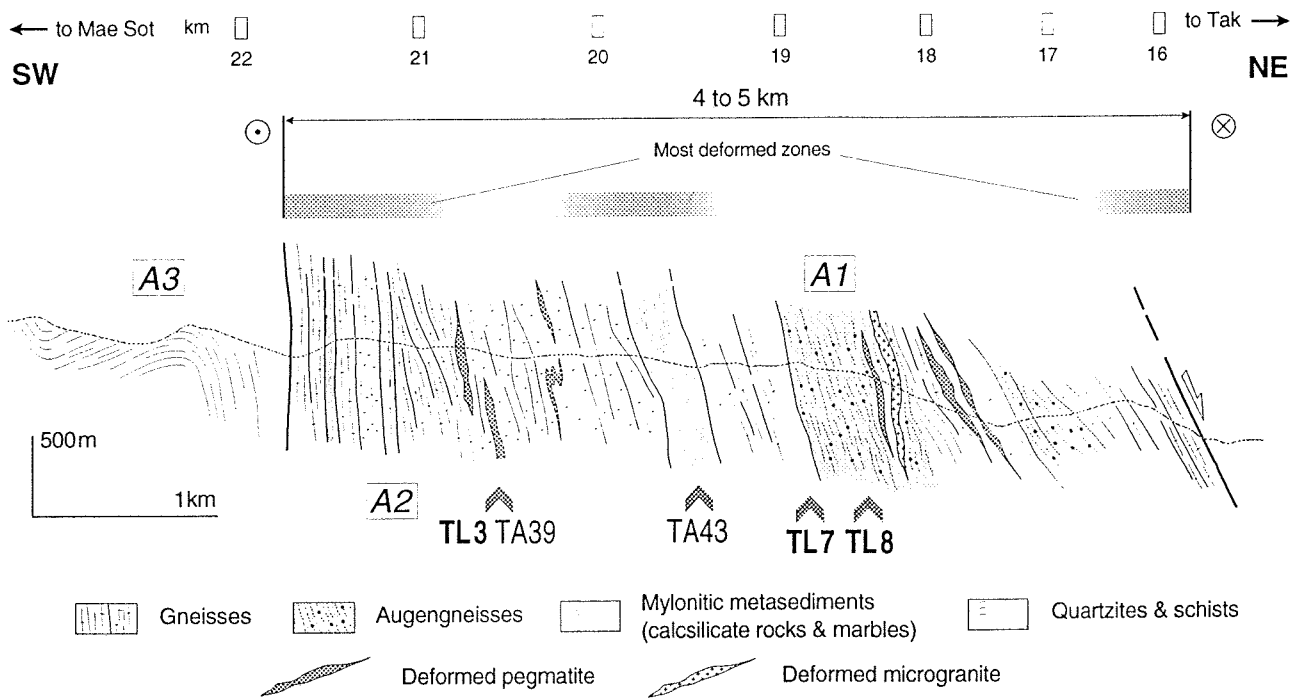 ← to Mae Sot km to Tak →
22 21 20 19 18 17 16
SW NE
4 to 5 km
Most deformed zones
A3 A1
500m
1km
A2
TL3 TA39 TA43 TL7 TL8
Gneisses Augengneisses Mylonitic metasediments (calcsilicate rocks & marbles) Quartzites & schists
Deformed pegmatite Deformed microgranite